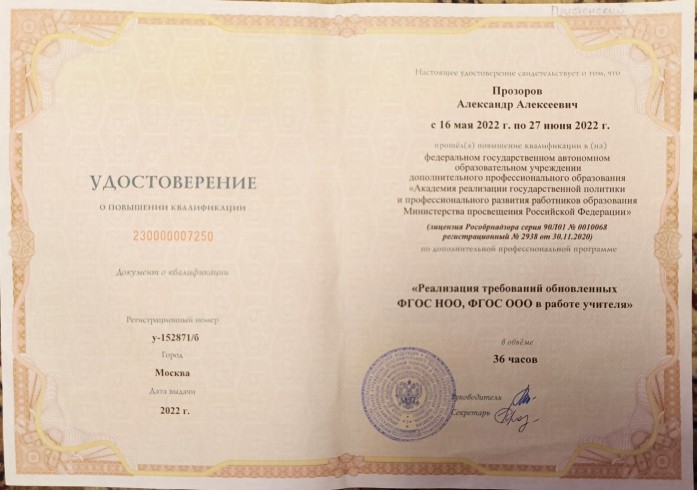 УДОСТОВЕРЕНИЕ
О ПОВЫШЕНИИ КВАЛИФИКАЦИИ
230000007250
Документ о квалификации
Регистрационный номер
у-152871/б
Город
Москва
Дата выдачи
2022 г.
Настоящее удостоверение свидетельствует о том, что
Прозоров
Александр Алексеевич
с 16 мая 2022 г. по 27 июня 2022 г.
прошёл(а) повышение квалификации в (на)
федеральном государственном автономном
образовательном учреждении
дополнительного профессионального образования
«Академия реализации государственной политики
и профессионального развития работников образования
Министерства просвещения Российской Федерации»
(лицензия Рособрнадзора серия 90Л01 № 0010068
регистрационный № 2938 от 30.11.2020)
по дополнительной профессиональной программе
«Реализация требований обновленных
ФГОС НОО, ФГОС ООО в работе учителя»
в объёме
36 часов
Руководитель
Секретарь